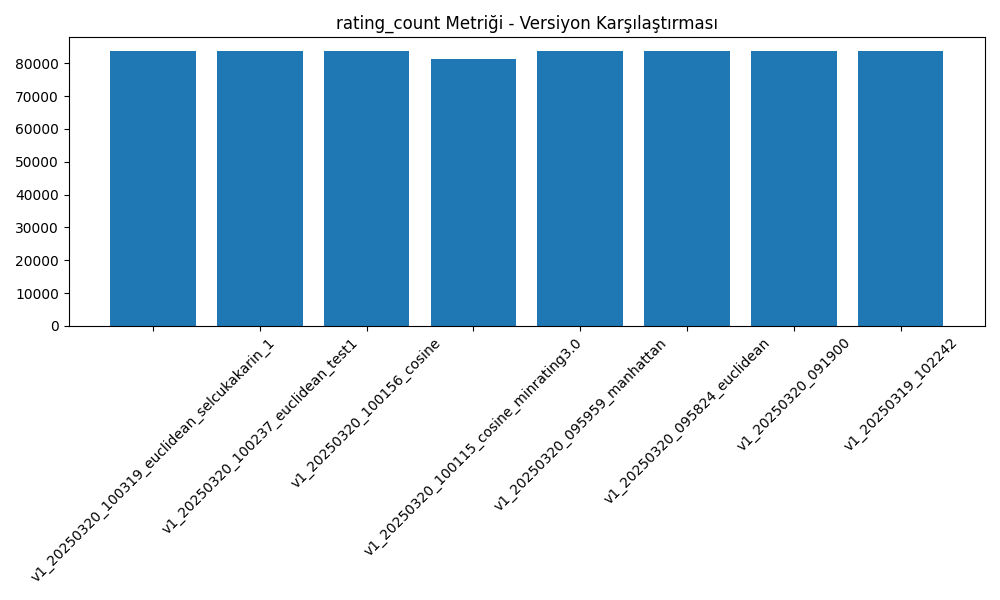 rating_count Metriği - Versiyon Karşılaştırması
80000
70000
60000
50000
40000
30000
20000
10000
0
v1_20250320_100319_euclidean_selcukakarin_1
v1_20250320_100237_euclidean_test1
v1_20250320_100156_cosine
v1_20250320_100115_cosine_minrating3.0
v1_20250320_095959_manhattan
v1_20250320_095824_euclidean
v1_20250320_091900
v1_20250319_102242